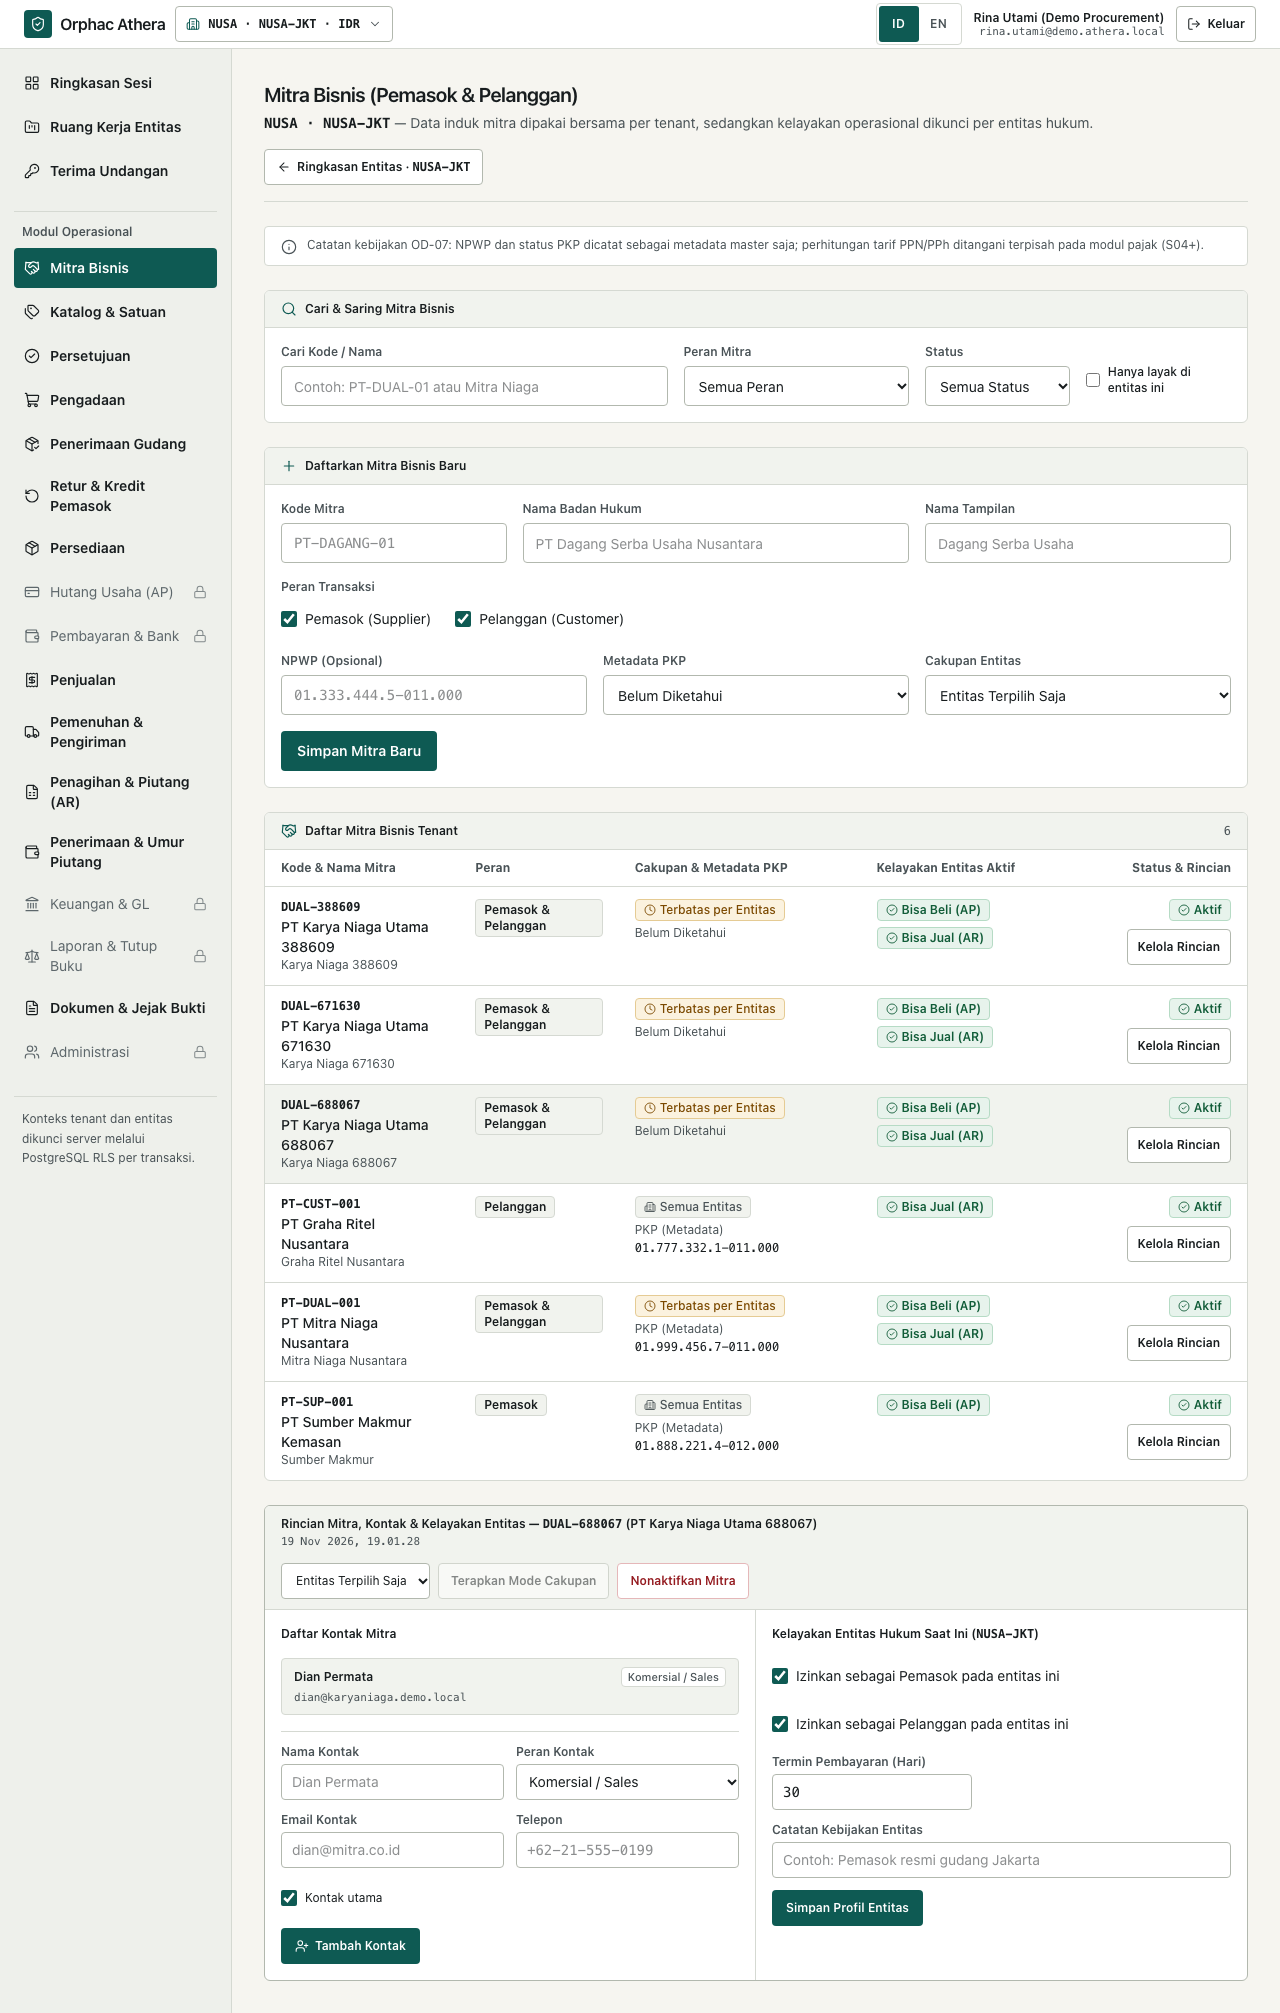 Orphac Athera
NUSA · NUSA-JKT · IDR
ID
EN
Rina Utami (Demo Procurement)
rina.utami@demo.athera.local
Keluar
Ringkasan Sesi
Ruang Kerja Entitas
Terima Undangan
Modul Operasional
Mitra Bisnis
Katalog & Satuan
Persetujuan
Pengadaan
Penerimaan Gudang
Retur & Kredit
Pemasok
Persediaan
Hutang Usaha (AP)
Pembayaran & Bank
Penjualan
Pemenuhan &
Pengiriman
Penagihan & Piutang
(AR)
Penerimaan & Umur
Piutang
Keuangan & GL
Laporan & Tutup
Buku
Dokumen & Jejak Bukti
Administrasi
Konteks tenant dan entitas
dikunci server melalui
PostgreSQL RLS per transaksi.
Mitra Bisnis (Pemasok & Pelanggan)
NUSA · NUSA-JKT — Data induk mitra dipakai bersama per tenant, sedangkan kelayakan operasional dikunci per entitas hukum.
Ringkasan Entitas · NUSA-JKT
Catatan kebijakan OD-07: NPWP dan status PKP dicatat sebagai metadata master saja; perhitungan tarif PPN/PPh ditangani terpisah pada modul pajak (S04+).
Cari & Saring Mitra Bisnis
Cari Kode / Nama
Peran Mitra
Status
Contoh: PT-DUAL-01 atau Mitra Niaga
Semua Peran
Semua Status
Hanya layak di
entitas ini
Daftarkan Mitra Bisnis Baru
Kode Mitra
Nama Badan Hukum
Nama Tampilan
PT-DAGANG-01
PT Dagang Serba Usaha Nusantara
Dagang Serba Usaha
Peran Transaksi
Pemasok (Supplier)
Pelanggan (Customer)
NPWP (Opsional)
Metadata PKP
Cakupan Entitas
01.333.444.5-011.000
Belum Diketahui
Entitas Terpilih Saja
Simpan Mitra Baru
Daftar Mitra Bisnis Tenant
6
Kode & Nama Mitra
Peran
Cakupan & Metadata PKP
Kelayakan Entitas Aktif
Status & Rincian
DUAL-388609
PT Karya Niaga Utama
388609
Karya Niaga 388609
Pemasok &
Pelanggan
Terbatas per Entitas
Belum Diketahui
Bisa Beli (AP)
Bisa Jual (AR)
Aktif
Kelola Rincian
DUAL-671630
PT Karya Niaga Utama
671630
Karya Niaga 671630
Pemasok &
Pelanggan
Terbatas per Entitas
Belum Diketahui
Bisa Beli (AP)
Bisa Jual (AR)
Aktif
Kelola Rincian
DUAL-688067
PT Karya Niaga Utama
688067
Karya Niaga 688067
Pemasok &
Pelanggan
Terbatas per Entitas
Belum Diketahui
Bisa Beli (AP)
Bisa Jual (AR)
Aktif
Kelola Rincian
PT-CUST-001
PT Graha Ritel
Nusantara
Graha Ritel Nusantara
Pelanggan
Semua Entitas
PKP (Metadata)
01.777.332.1-011.000
Bisa Jual (AR)
Aktif
Kelola Rincian
PT-DUAL-001
PT Mitra Niaga
Nusantara
Mitra Niaga Nusantara
Pemasok &
Pelanggan
Terbatas per Entitas
PKP (Metadata)
01.999.456.7-011.000
Bisa Beli (AP)
Bisa Jual (AR)
Aktif
Kelola Rincian
PT-SUP-001
PT Sumber Makmur
Kemasan
Sumber Makmur
Pemasok
Semua Entitas
PKP (Metadata)
01.888.221.4-012.000
Bisa Beli (AP)
Aktif
Kelola Rincian
Rincian Mitra, Kontak & Kelayakan Entitas — DUAL-688067 (PT Karya Niaga Utama 688067)
19 Nov 2026, 19.01.28
Entitas Terpilih Saja
Terapkan Mode Cakupan
Nonaktifkan Mitra
Daftar Kontak Mitra
Dian Permata
Komersial / Sales
dian@karyaniaga.demo.local
Nama Kontak
Peran Kontak
Dian Permata
Komersial / Sales
Email Kontak
Telepon
dian@mitra.co.id
+62-21-555-0199
Kontak utama
Tambah Kontak
Kelayakan Entitas Hukum Saat Ini (NUSA-JKT)
Izinkan sebagai Pemasok pada entitas ini
Izinkan sebagai Pelanggan pada entitas ini
Termin Pembayaran (Hari)
30
Catatan Kebijakan Entitas
Contoh: Pemasok resmi gudang Jakarta
Simpan Profil Entitas